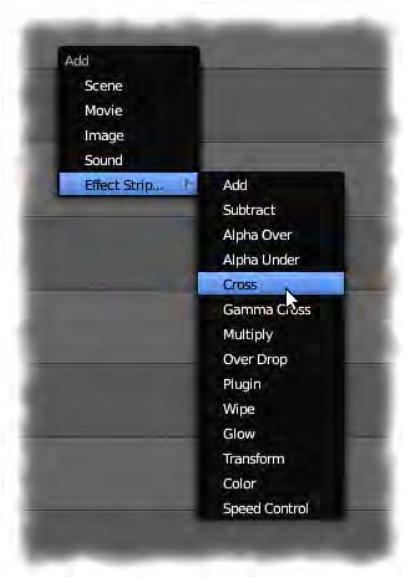 Add
Scene
Movie
Image
Sound
Effect Strip...
Add
Subtract
Alpha Over
Alpha Under
Cross
Gamma Cross
Multiply
Over Drop
Plugin
Wipe
Glow
Transform
Color
Speed Control